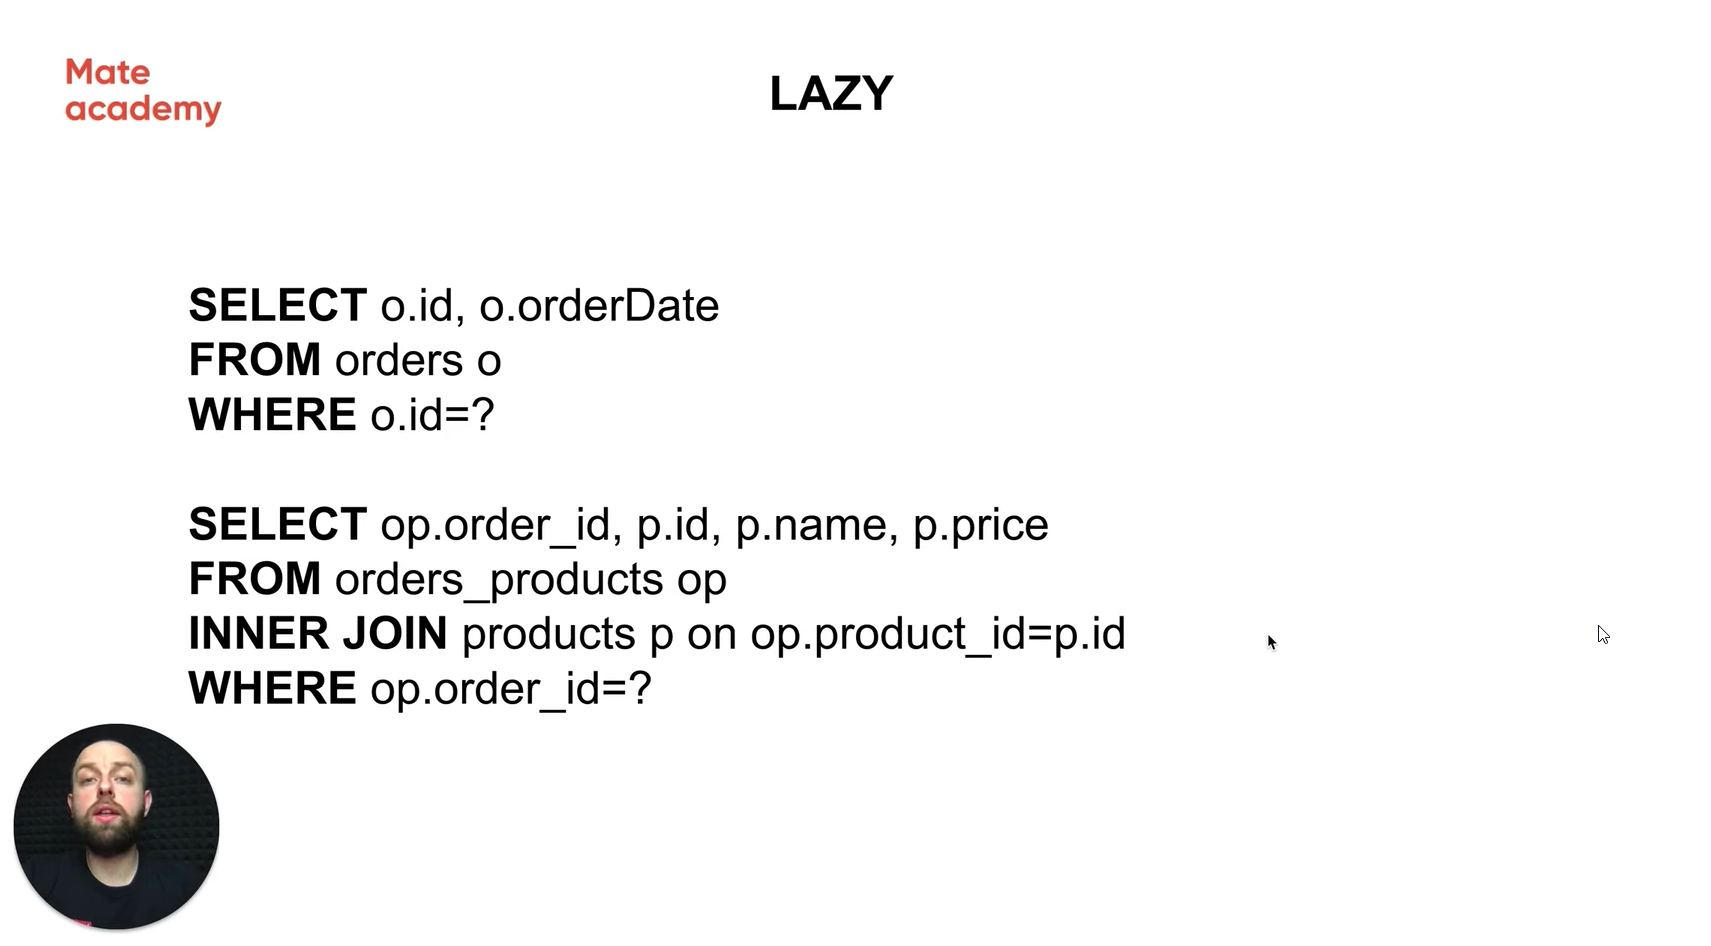 Mate
academy
LAZY
SELECT o.id, o.orderDate
FROM orders o
WHERE o.id=?
SELECT op.order_id, p.id, p.name, p.price
FROM orders_products op
INNER JOIN products p on op.product_id=p.id
WHERE op.order_id=?